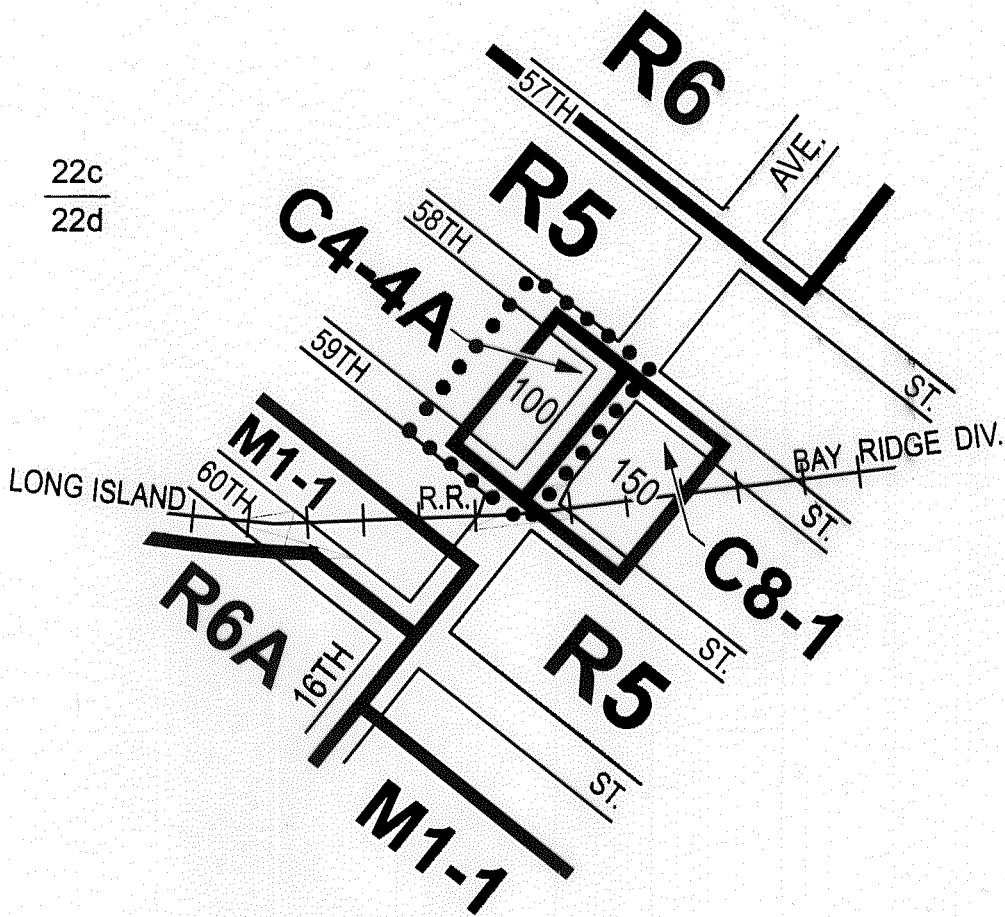 R6
57TH
AVE.
22c
22d
R5
58TH
C4-4A
59TH
100
ST.
M1-1
60TH
LONG ISLAND
R.R.
150
BAY RIDGE DIV.
ST.
C8-1
R6A
16TH
R5
ST.
ST.
M1-1